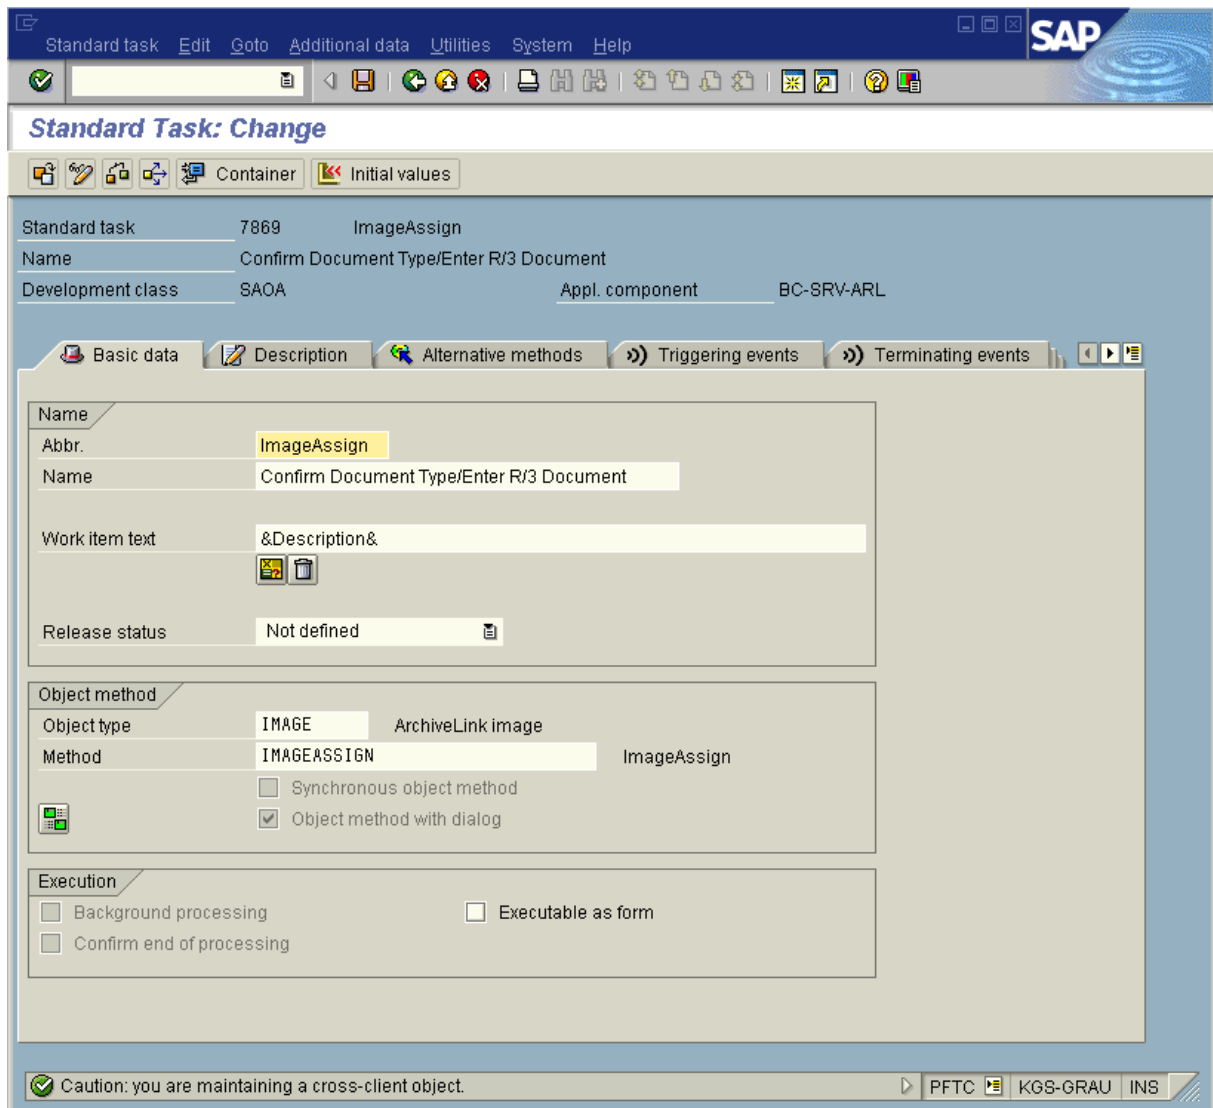 Standard task Edit Goto Additional data Utilities System Help
SAP
Standard Task: Change
Container Initial values
Standard task 7869 ImageAssign
Name Confirm Document Type/Enter R/3 Document
Development class SAOA Appl. component BC-SRV-ARL
Basic data Description Alternative methods Triggering events Terminating events
Name
Abbr. ImageAssign
Name Confirm Document Type/Enter R/3 Document
Work item text &Description&
Release status Not defined
Object method
Object type IMAGE ArchiveLink image
Method IMAGEASSIGN ImageAssign
Synchronous object method
Object method with dialog
Execution
Background processing Executable as form
Confirm end of processing
Caution: you are maintaining a cross-client object. PFTC KGS-GRAU INS